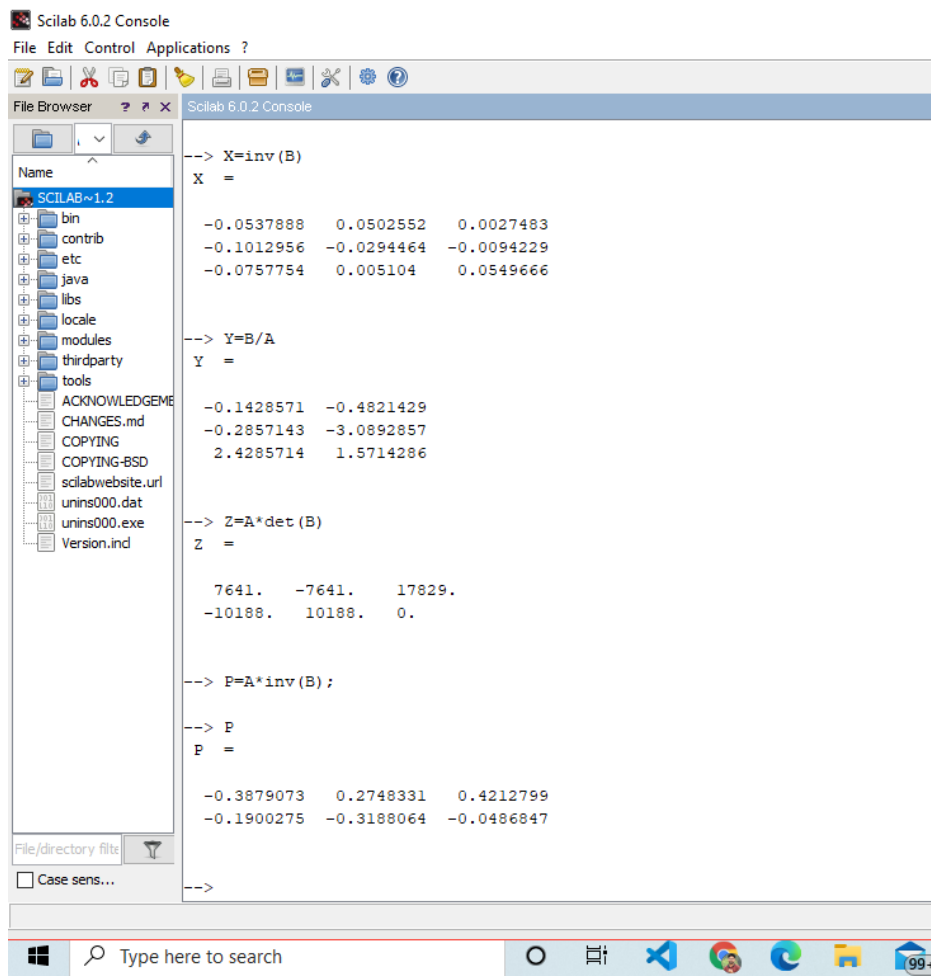 Scilab 6.0.2 Console
File Edit Control Applications ?
File Browser ? Scilab 6.0.2 Console
Name
SCILAB~1.2
bin
contrib
etc
java
libs
locale
modules
thirdparty
tools
ACKNOWLEDGEME
CHANGES.md
COPYING
COPYING-BSD
scilabwebsite.url
unins000.dat
unins000.exe
Version.incl
File/directory filte
Case sens...
--> X=inv(B)
X =
-0.0537888 0.0502552 0.0027483
-0.1012956 -0.0294464 -0.0094229
-0.0757754 0.005104 0.0549666
--> Y=B/A
Y =
-0.1428571 -0.4821429
-0.2857143 -3.0892857
2.4285714 1.5714286
--> Z=A*det(B)
Z =
7641. -7641. 17829.
-10188. 10188. 0.
--> P=A*inv(B);
--> P
P =
-0.3879073 0.2748331 0.4212799
-0.1900275 -0.3188064 -0.0486847
-->
Type here to search
99+